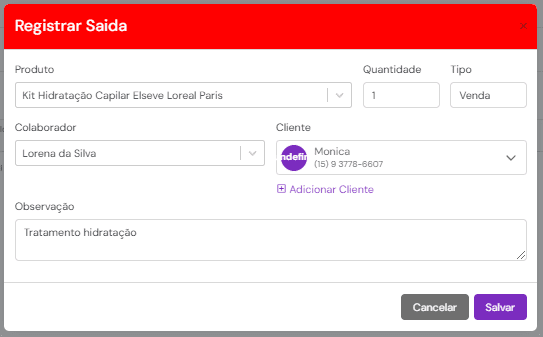 Registrar Saida
×
Produto
Quantidade
Tipo
Kit Hidratação Capilar Elseve Loreal Paris
1
Venda
Colaborador
Cliente
Lorena da Silva
ndefin
Monica
(15) 9 3778-6607
Adicionar Cliente
Observação
Tratamento hidratação
Cancelar
Salvar